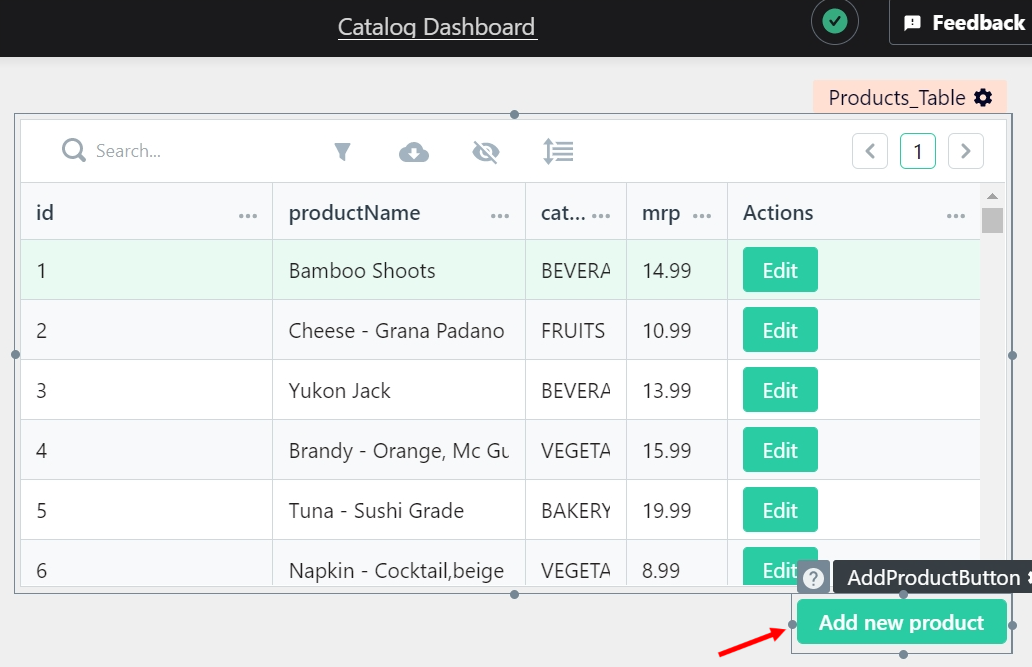 Catalog Dashboard
Feedback
Products_Table
Search...
1
id ... productName ... cat... ... mrp ... Actions ...
1 Bamboo Shoots BEVERA 14.99 Edit
2 Cheese - Grana Padano FRUITS 10.99 Edit
3 Yukon Jack BEVERA 13.99 Edit
4 Brandy - Orange, Mc Gu VEGETA 15.99 Edit
5 Tuna - Sushi Grade BAKERY 19.99 Edit
6 Napkin - Cocktail,beige VEGETA 8.99 Edit
? AddProductButton
Add new product